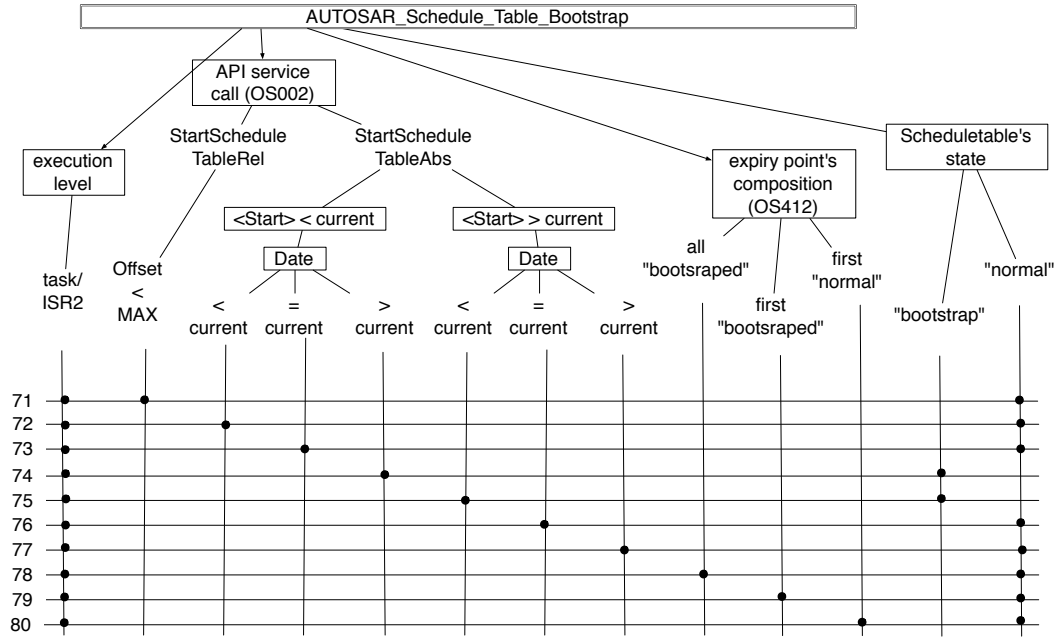 AUTOSAR_Schedule_Table_Bootstrap
API service
call (OS002)
StartSchedule
TableRel
StartSchedule
TableAbs
execution
level
expiry point's
composition
(OS412)
Scheduletable's
state
<Start> < current
<Start> > current
Date
Date
task/
ISR2
Offset
<
MAX
<
current
=
current
>
current
<
current
=
current
>
current
all
"bootsraped"
first
"bootsraped"
first
"normal"
"bootstrap"
"normal"
71
72
73
74
75
76
77
78
79
80